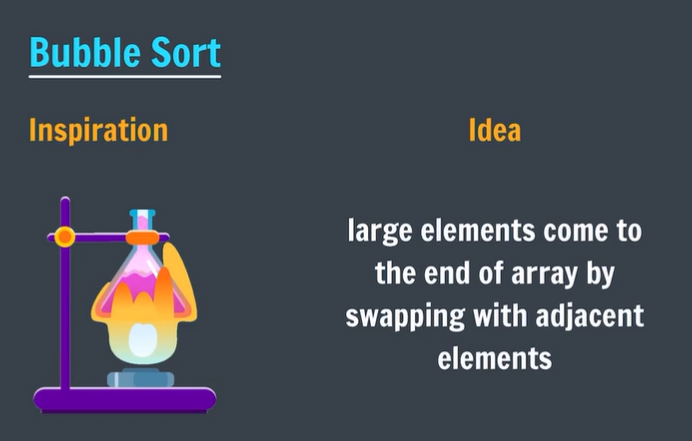 Bubble Sort
Inspiration
Idea
large elements come to
the end of array by
swapping with adjacent
elements